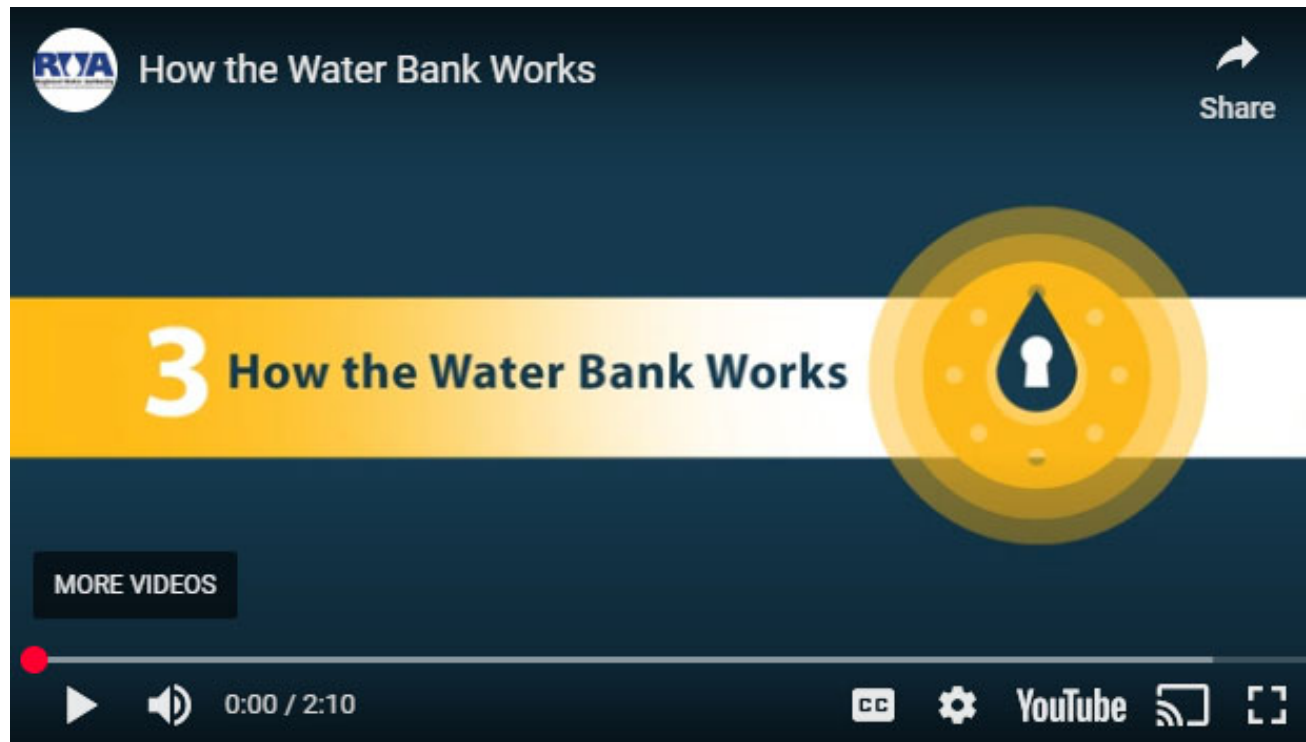 RWA
How the Water Bank Works
Share
3 How the Water Bank Works
MORE VIDEOS
0:00 / 2:10
CC
YouTube